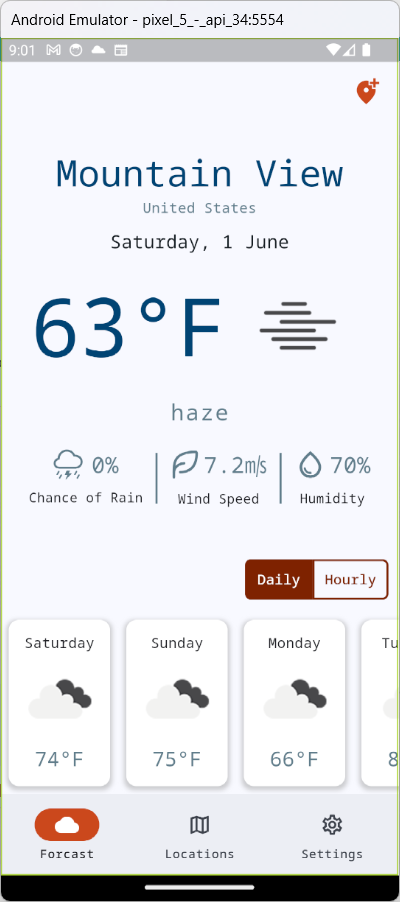 Android Emulator - pixel_5_-_api_34:5554
9:01
Mountain View
United States
Saturday, 1 June
63°F
haze
0% 7.2㎧ 70%
Chance of Rain Wind Speed Humidity
Daily Hourly
Saturday Sunday Monday Tu
74°F 75°F 66°F 8
Forcast Locations Settings